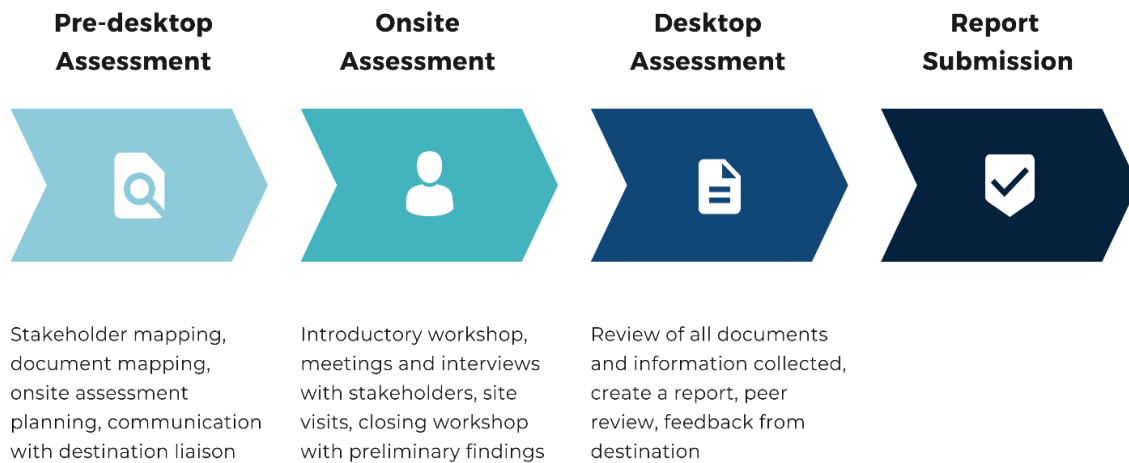 Pre-desktop
Assessment
Onsite
Assessment
Desktop
Assessment
Report
Submission
Stakeholder mapping,
document mapping,
onsite assessment
planning, communication
with destination liaison
Introductory workshop,
meetings and interviews
with stakeholders, site
visits, closing workshop
with preliminary findings
Review of all documents
and information collected,
create a report, peer
review, feedback from
destination